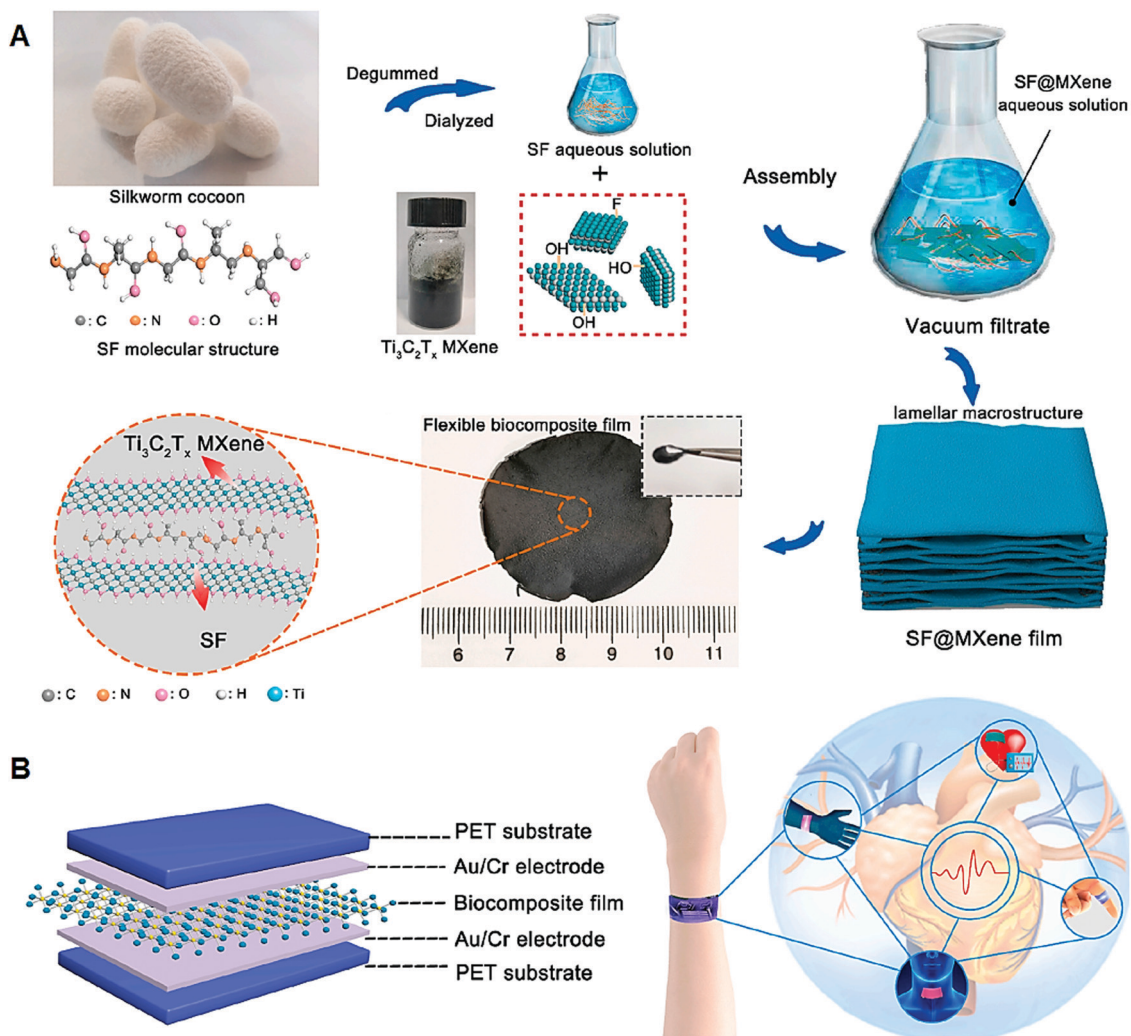 A
Degummed
Dialyzed
SF aqueous solution
+
SF@MXene
aqueous solution
Silkworm cocoon
Assembly
F
OH
HO
OH
: C : N : O : H
SF molecular structure
Ti₃C₂Tₓ MXene
Vacuum filtrate
lamellar macrostructure
Ti₃C₂Tₓ MXene
SF
Flexible biocomposite film
6 7 8 9 10 11
SF@MXene film
: C : N : O : H : Ti
B
PET substrate
Au/Cr electrode
Biocomposite film
Au/Cr electrode
PET substrate